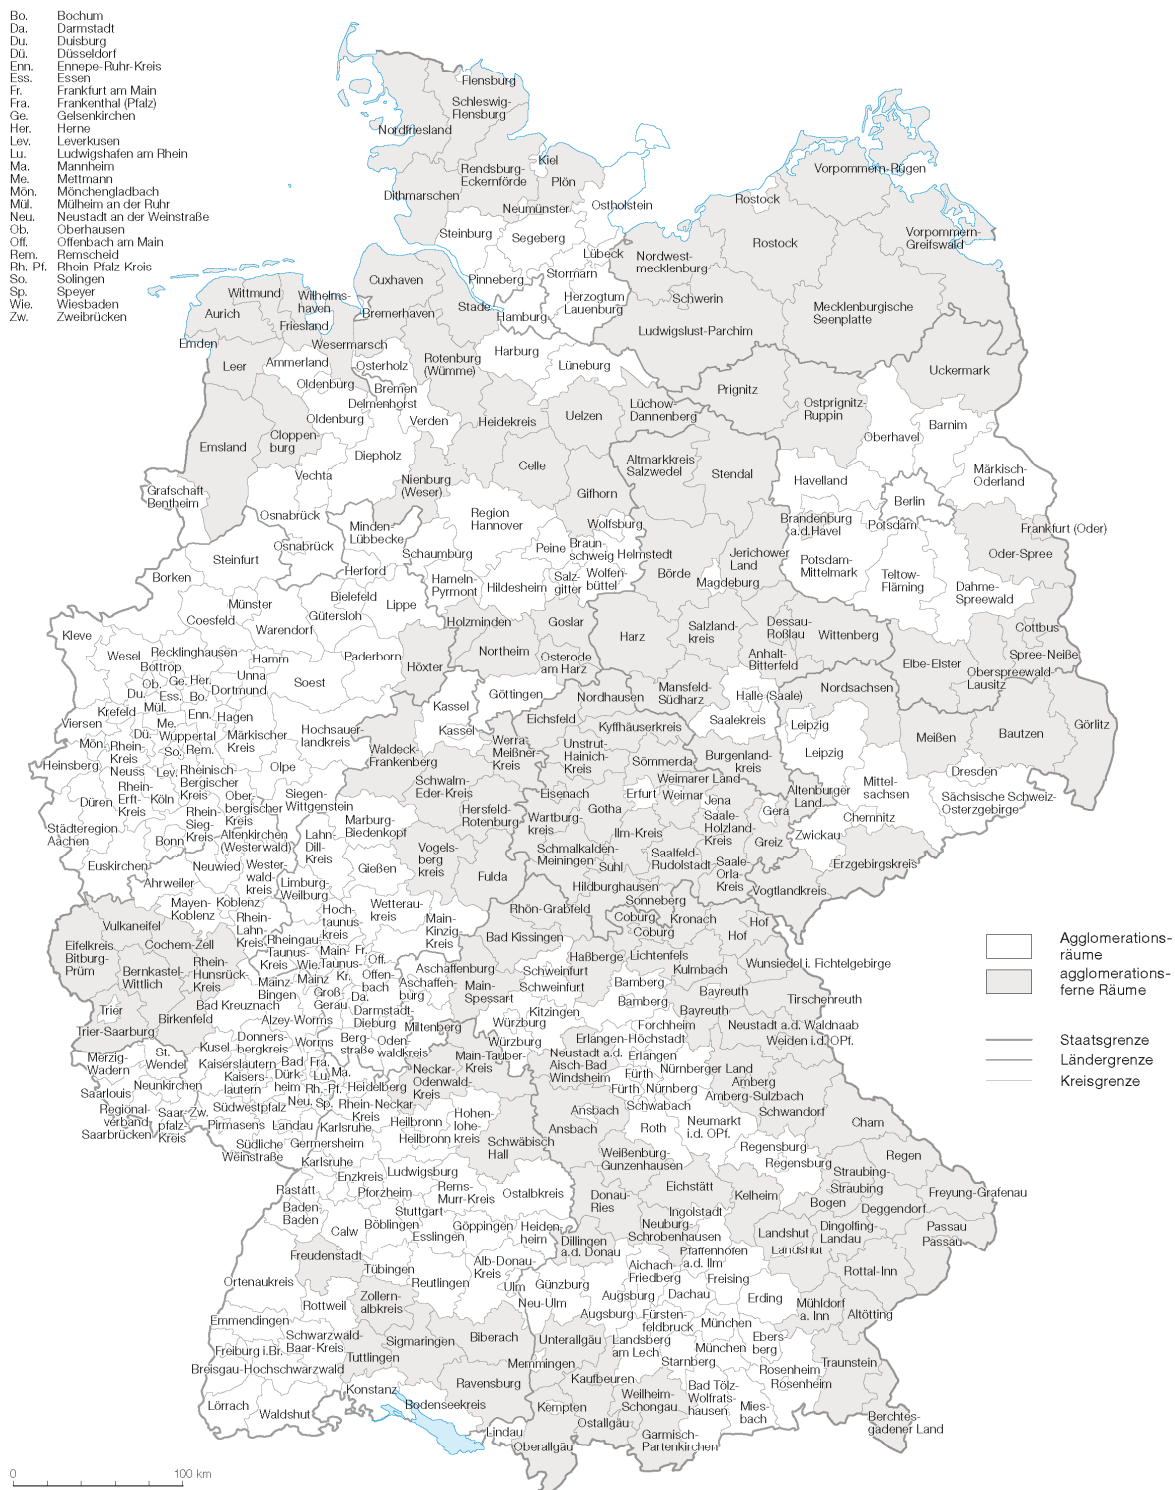 Bo. Bochum
Da. Darmstadt
Du. Duisburg
Dü. Düsseldorf
Enn. Ennepe-Ruhr-Kreis
Ess. Essen
Fr. Frankfurt am Main
Fra. Frankenthal (Pfalz)
Ge. Gelsenkirchen
Her. Herne
Lev. Leverkusen
Lu. Ludwigshafen am Rhein
Ma. Mannheim
Me. Mettmann
Mön. Mönchengladbach
Mül. Mülheim an der Ruhr
Neu. Neustadt an der Weinstraße
Ob. Oberhausen
Off. Offenbach am Main
Rem. Remscheid
Rh. Pf. Rhein Pfalz Kreis
So. Solingen
Sp. Speyer
Wie. Wiesbaden
Zw. Zweibrücken
Flensburg
Schleswig-
Flensburg
Nordfriesland
Kiel
Rendsburg-
Eckernförde
Plön
Dithmarschen
Neumünster
Ostholstein
Steinburg
Segeberg
Lübeck
Stormarn
Pinneberg
Herzogtum
Lauenburg
Hamburg
Vorpommern-Rügen
Rostock
Rostock
Vorpommern-
Greifswald
Nordwest-
mecklenburg
Schwerin
Mecklenburgische
Seenplatte
Ludwigslust-Parchim
Cuxhaven
Wittmund
Wilhelms-
haven
Aurich
Friesland
Bremerhaven
Stade
Emden
Wesermarsch
Leer
Ammerland
Osterholz
Rotenburg
(Wümme)
Harburg
Lüneburg
Oldenburg
Bremen
Delmenhorst
Oldenburg
Verden
Heidekreis
Uelzen
Lüchow-
Dannenberg
Emsland
Cloppen-
burg
Diepholz
Vechta
Nienburg
(Weser)
Celle
Gifhorn
Grafschaft
Bentheim
Osnabrück
Osnabrück
Region
Hannover
Wolfsburg
Peine
Braun-
schweig
Helmstedt
Schaumburg
Hameln-
Pyrmont
Hildesheim
Salz-
gitter
Wolfen-
büttel
Holzminden
Goslar
Northeim
Osterode
am Harz
Göttingen
Prignitz
Ostprignitz-
Ruppin
Uckermark
Oberhavel
Barnim
Havelland
Märkisch-
Oderland
Berlin
Brandenburg
a.d.Havel
Potsdam
Frankfurt (Oder)
Oder-Spree
Potsdam-
Mittelmark
Teltow-
Fläming
Dahme-
Spreewald
Cottbus
Spree-Neiße
Elbe-Elster
Oberspreewald-
Lausitz
Altmarkkreis
Salzwedel
Stendal
Jerichower
Land
Börde
Magdeburg
Harz
Salzland-
kreis
Dessau-
Roßlau
Wittenberg
Anhalt-
Bitterfeld
Mansfeld-
Südharz
Halle (Saale)
Saalekreis
Burgenland-
kreis
Nordsachsen
Leipzig
Leipzig
Meißen
Bautzen
Görlitz
Dresden
Mittel-
sachsen
Sächsische Schweiz-
Osterzgebirge
Chemnitz
Zwickau
Erzgebirgskreis
Vogtlandkreis
Steinfurt
Minden-
Lübbecke
Borken
Herford
Bielefeld
Lippe
Münster
Gütersloh
Coesfeld
Warendorf
Kleve
Wesel
Recklinghausen
Hamm
Paderborn
Höxter
Bottrop
Ob.
Ge.
Her.
Unna
Soest
Du.
Ess.
Bo.
Dortmund
Krefeld
Mül.
Enn.
Hagen
Viersen
Me.
Dü.
Wuppertal
Märkischer
Kreis
Hochsauer-
landkreis
Mön.
Rhein-
Kreis
Neuss
So.
Rem.
Heinsberg
Lev.
Rheinisch-
Bergischer
Kreis
Olpe
Rhein-
Erft-
Kreis
Köln
Düren
Ober-
bergischer
Kreis
Siegen-
Wittgenstein
Rhein-
Sieg-
Kreis
Städteregion
Aachen
Bonn
Euskirchen
Altenkirchen
(Westerwald)
Kassel
Kassel
Waldeck-
Frankenberg
Werra-
Meißner-
Kreis
Schwalm-
Eder-Kreis
Hersfeld-
Rotenburg
Marburg-
Biedenkopf
Lahn-
Dill-
Kreis
Gießen
Vogels-
berg
kreis
Fulda
Limburg-
Weilburg
Wetterau-
kreis
Hoch-
taunus-
kreis
Main-
Kinzig
Kreis
Nordhausen
Eichsfeld
Kyffhäuserkreis
Unstrut-
Hainich-
Kreis
Sömmerda
Weimarer Land
Eisenach
Erfurt
Weimar
Jena
Altenburger
Land
Gotha
Wartburg-
kreis
Saale-
Holzland-
Kreis
Gera
Ilm-Kreis
Greiz
Schmalkalden-
Meiningen
Suhl
Saalfeld-
Rudolstadt
Saale-
Orla-
Kreis
Hildburghausen
Sonneberg
Neuwied
Wester-
wald-
kreis
Ahrweiler
Mayen-
Koblenz
Koblenz
Rhein-
Lahn-
Kreis
Vulkaneifel
Eifelkreis
Bitburg-
Prüm
Cochem-Zell
Bernkastel-
Wittlich
Rhein-
Hunsrück-
Kreis
Trier
Trier-Saarburg
Birkenfeld
Bad Kreuznach
Rheingau-
Taunus-
Kreis
Main-
Taunus-
Kr.
Fr.
Off.
Wie.
Mainz
Mainz
Bingen
Offen-
bach
Groß-
Gerau
Da.
Darmstadt-
Dieburg
Alzey-Worms
Worms
Berg-
straße
Oden-
waldkreis
Merzig-
Wadern
St.
Wendel
Kusel
Donners-
bergkreis
Kaiserslautern
Kaisers-
lautern
Bad
Dürk-
heim
Fra.
Lu.
Ma.
Rh.-Pf.
Heidelberg
Neunkirchen
Saarlouis
Regional-
verband
Saarbrücken
Saar-
pfalz-
Kreis
Zw.
Südwestpfalz
Neu.
Sp.
Rhein-Neckar-
Kreis
Pirmasens
Landau
Karlsruhe
Südliche
Weinstraße
Germersheim
Karlsruhe
Neckar-
Odenwald-
Kreis
Main-Tauber-
Kreis
Heilbronn
Heilbronn
Hohen-
lohe-
kreis
Schwäbisch
Hall
Enzkreis
Ludwigsburg
Pforzheim
Rems-
Murr-Kreis
Ostalbkreis
Rastatt
Baden-
Baden
Stuttgart
Calw
Böblingen
Esslingen
Göppingen
Heiden-
heim
Freudenstadt
Tübingen
Reutlingen
Alb-Donau-
Kreis
Ulm
Ortenaukreis
Rottweil
Zollern-
albkreis
Emmendingen
Schwarzwald-
Baar-Kreis
Sigmaringen
Biberach
Freiburg i.Br.
Breisgau-Hochschwarzwald
Tuttlingen
Ravensburg
Konstanz
Bodenseekreis
Lörrach
Waldshut
Rhön-Grabfeld
Coburg
Coburg
Kronach
Hof
Hof
Bad Kissingen
Haßberge
Lichtenfels
Wunsiedel i. Fichtelgebirge
Kulmbach
Aschaffenburg
Aschaffen-
burg
Schweinfurt
Schweinfurt
Bamberg
Bamberg
Bayreuth
Bayreuth
Main-
Spessart
Kitzingen
Tirschenreuth
Miltenberg
Würzburg
Würzburg
Forchheim
Neustadt a.d. Waldnaab
Weiden i.d. OPf.
Erlangen-Höchstadt
Neustadt a.d.
Aisch-Bad
Windsheim
Erlangen
Fürth
Fürth
Nürnberger Land
Nürnberg
Amberg
Amberg-Sulzbach
Schwandorf
Schwabach
Ansbach
Ansbach
Roth
Neumarkt
i.d. OPf.
Cham
Regensburg
Regensburg
Regen
Weißenburg-
Gunzenhausen
Straubing-
Straubing
Bogen
Freyung-Grafenau
Deggendorf
Donau-
Ries
Eichstätt
Kelheim
Ingolstadt
Neuburg-
Schrobenhausen
Landshut
Landshut
Dingolfing-
Landau
Passau
Passau
Dillingen
a.d. Donau
Pfaffenhofen
a.d. Ilm
Rottal-Inn
Aichach
Friedberg
Freising
Günzburg
Neu-Ulm
Augsburg
Augsburg
Dachau
Erding
Mühldorf
a. Inn
Altötting
Fürsten-
feldbruck
München
München
Ebers
berg
Unterallgäu
Landsberg
am Lech
Starnberg
Rosenheim
Rosenheim
Traunstein
Memmingen
Kaufbeuren
Weilheim-
Schongau
Bad Tölz-
Wolfrats-
hausen
Mies-
bach
Kempten
Ostallgäu
Garmisch-
Partenkirchen
Berchtes-
gadener Land
Lindau
Oberallgäu
Agglomerations-
räume
agglomerations-
ferne Räume
Staatsgrenze
Ländergrenze
Kreisgrenze
0 100 km